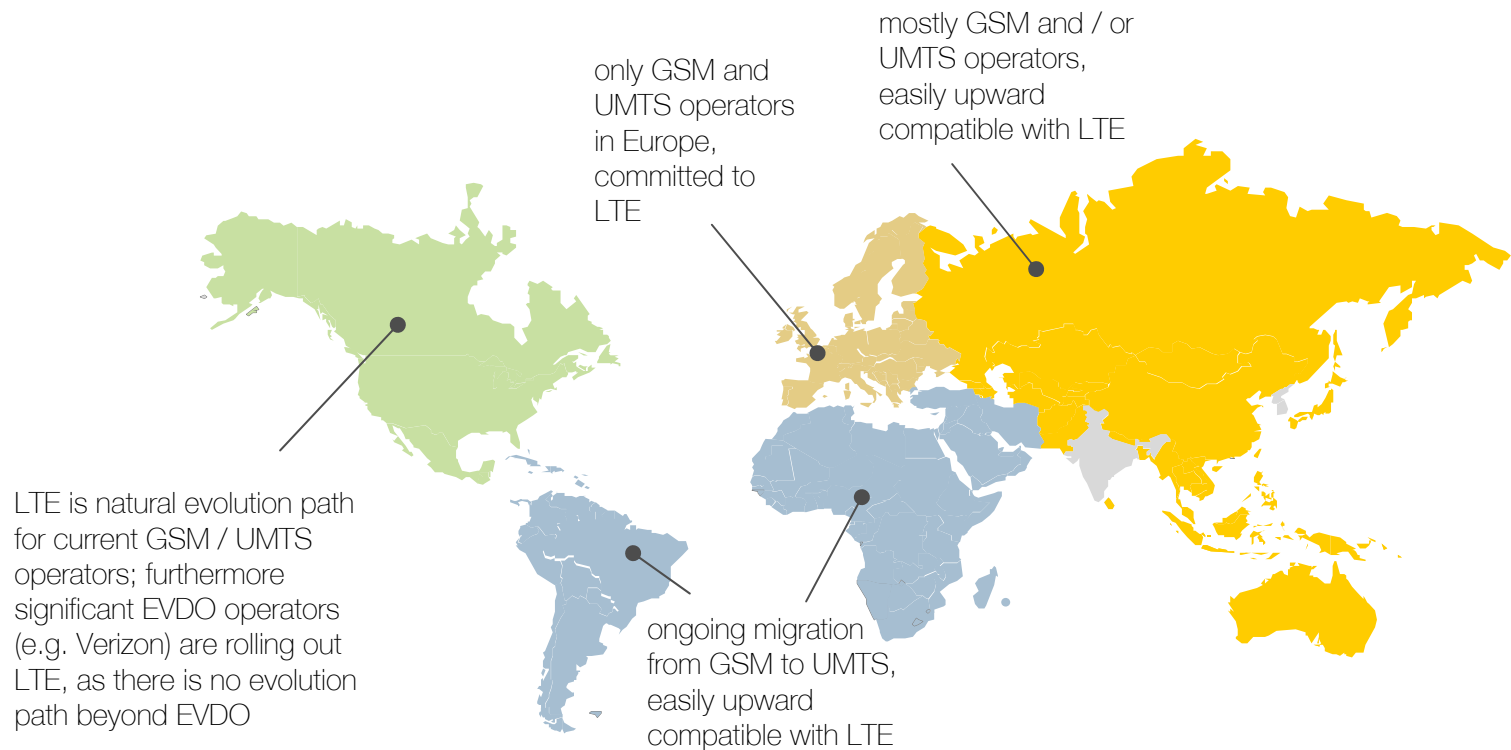 mostly GSM and / or
UMTS operators,
easily upward
compatible with LTE
only GSM and
UMTS operators
in Europe,
committed to
LTE
LTE is natural evolution path
for current GSM / UMTS
operators; furthermore
significant EVDO operators
(e.g. Verizon) are rolling out
LTE, as there is no evolution
path beyond EVDO
ongoing migration
from GSM to UMTS,
easily upward
compatible with LTE